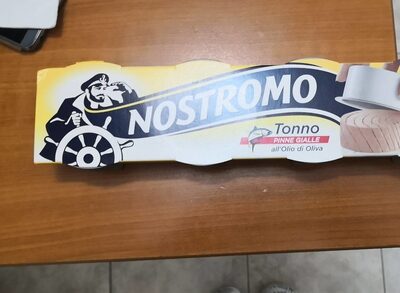 NOSTROMO
Tonno
PINNE GIALLE
all'Olio di Oliva